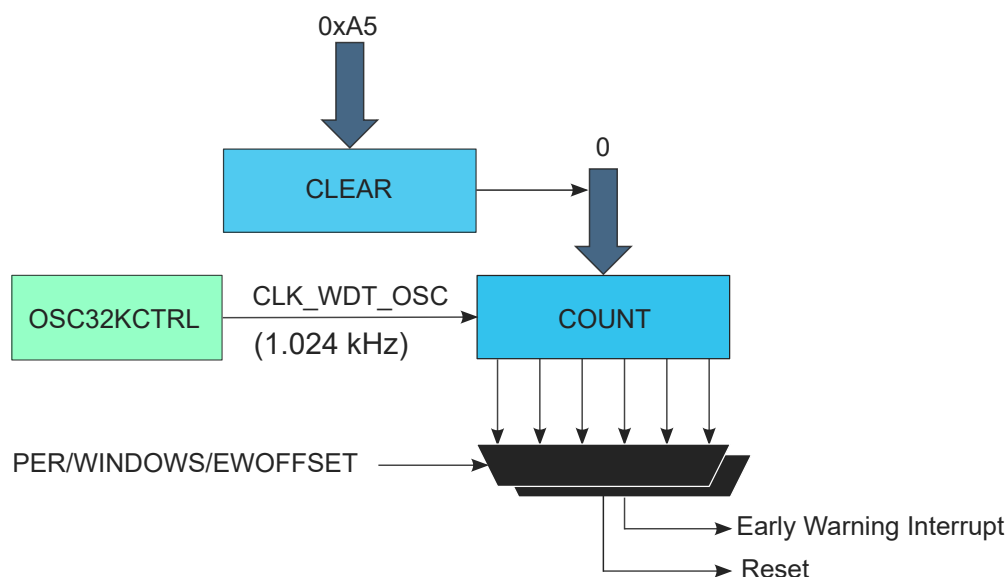 0xA5
0
CLEAR
OSC32KCTRL
CLK_WDT_OSC
(1.024 kHz)
COUNT
PER/WINDOWS/EWOFFSET
Early Warning Interrupt
Reset